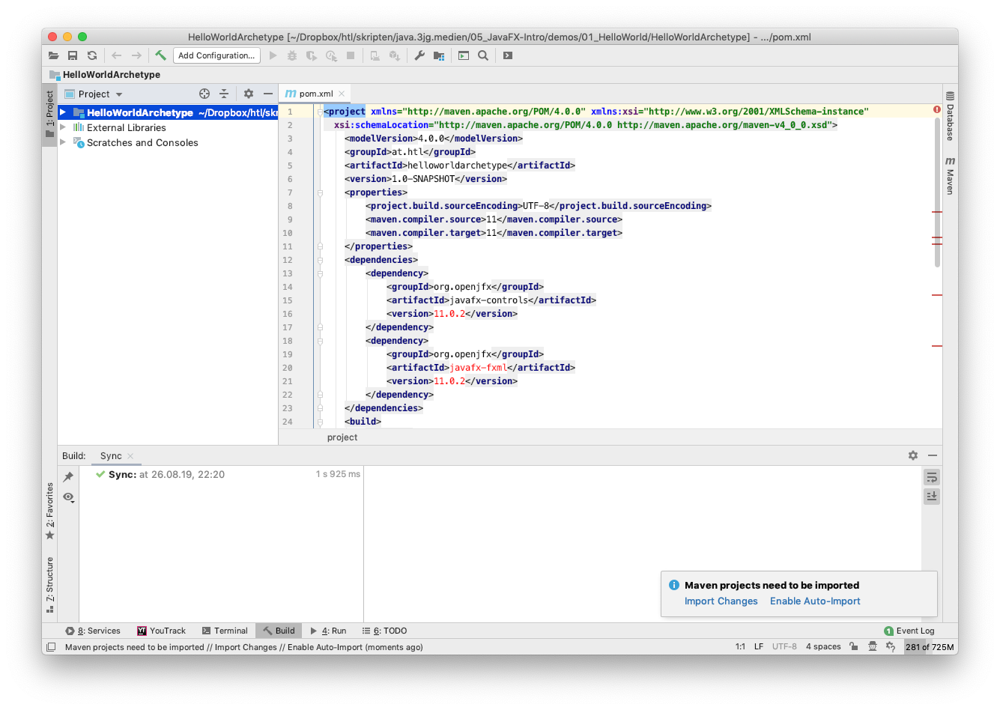 HelloWorldArchetype [~/Dropbox/htl/skripten/java.3jg.medien/05_JavaFX-Intro/demos/01_HelloWorld/HelloWorldArchetype] - .../pom.xml
Add Configuration...
HelloWorldArchetype
1: Project
Project
HelloWorldArchetype ~/Dropbox/htl/skr
External Libraries
Scratches and Consoles
pom.xml
1 <project xmlns="http://maven.apache.org/POM/4.0.0" xmlns:xsi="http://www.w3.org/2001/XMLSchema-instance"
2 xsi:schemaLocation="http://maven.apache.org/POM/4.0.0 http://maven.apache.org/maven-v4_0_0.xsd">
3 <modelVersion>4.0.0</modelVersion>
4 <groupId>at.htl</groupId>
5 <artifactId>helloworldarchetype</artifactId>
6 <version>1.0-SNAPSHOT</version>
7 <properties>
8 <project.build.sourceEncoding>UTF-8</project.build.sourceEncoding>
9 <maven.compiler.source>11</maven.compiler.source>
10 <maven.compiler.target>11</maven.compiler.target>
11 </properties>
12 <dependencies>
13 <dependency>
14 <groupId>org.openjfx</groupId>
15 <artifactId>javafx-controls</artifactId>
16 <version>11.0.2</version>
17 </dependency>
18 <dependency>
19 <groupId>org.openjfx</groupId>
20 <artifactId>javafx-fxml</artifactId>
21 <version>11.0.2</version>
22 </dependency>
23 </dependencies>
24 <build>
project
Database
m Maven
Build: Sync
Sync: at 26.08.19, 22:20 1 s 925 ms
2: Favorites
Z: Structure
Maven projects need to be imported
Import Changes Enable Auto-Import
8: Services YT YouTrack Terminal Build 4: Run 6: TODO 1 Event Log
Maven projects need to be imported // Import Changes // Enable Auto-Import (moments ago) 1:1 LF UTF-8 4 spaces 281 of 725M